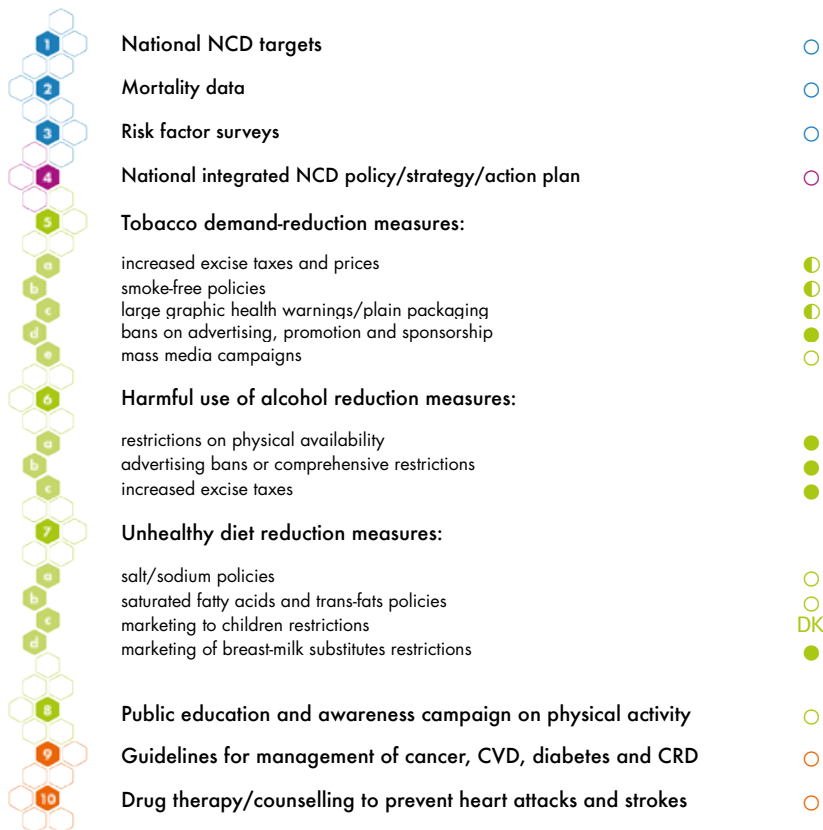 1 National NCD targets
2 Mortality data
3 Risk factor surveys
4 National integrated NCD policy/strategy/action plan
5 Tobacco demand-reduction measures:
a increased excise taxes and prices
b smoke-free policies
c large graphic health warnings/plain packaging
d bans on advertising, promotion and sponsorship
e mass media campaigns
6 Harmful use of alcohol reduction measures:
a restrictions on physical availability
b advertising bans or comprehensive restrictions
c increased excise taxes
7 Unhealthy diet reduction measures:
a salt/sodium policies
b saturated fatty acids and trans-fats policies
c marketing to children restrictions DK
d marketing of breast-milk substitutes restrictions
8 Public education and awareness campaign on physical activity
9 Guidelines for management of cancer, CVD, diabetes and CRD
10 Drug therapy/counselling to prevent heart attacks and strokes